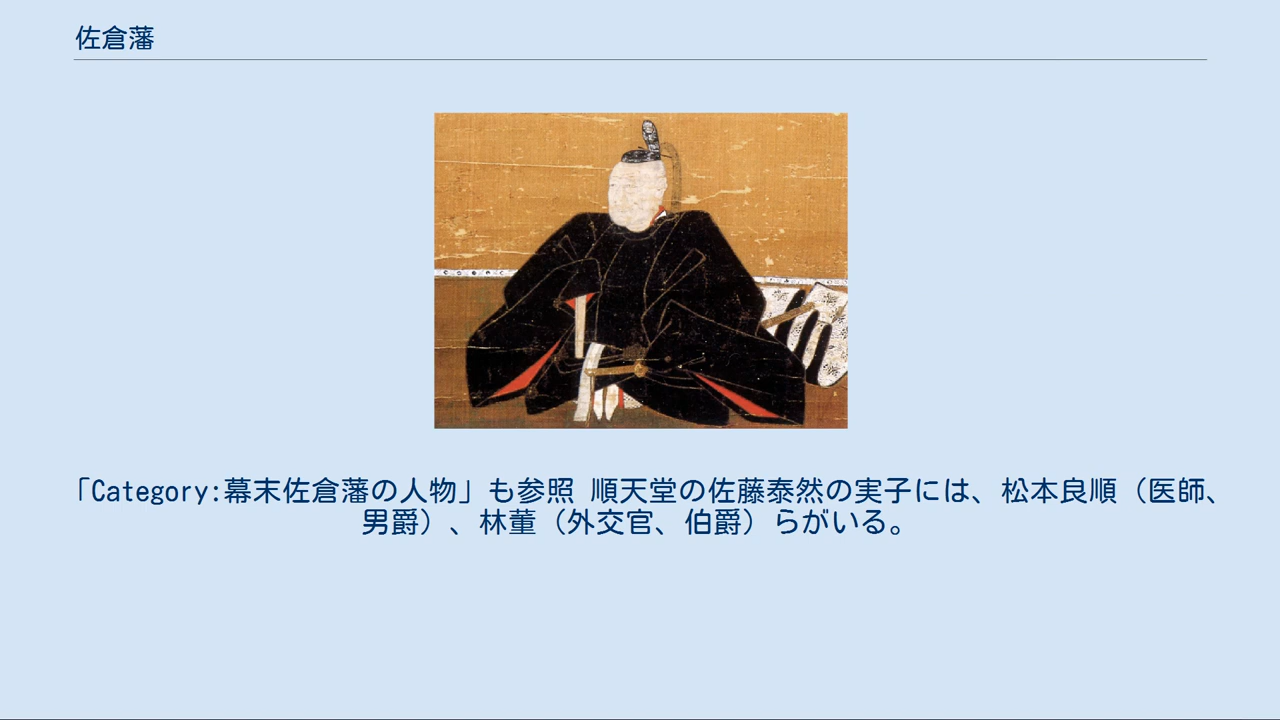 佐倉藩
「Category:幕末佐倉藩の人物」も参照 順天堂の佐藤泰然の実子には、松本良順（医師、
男爵）、林董（外交官、伯爵）らがいる。